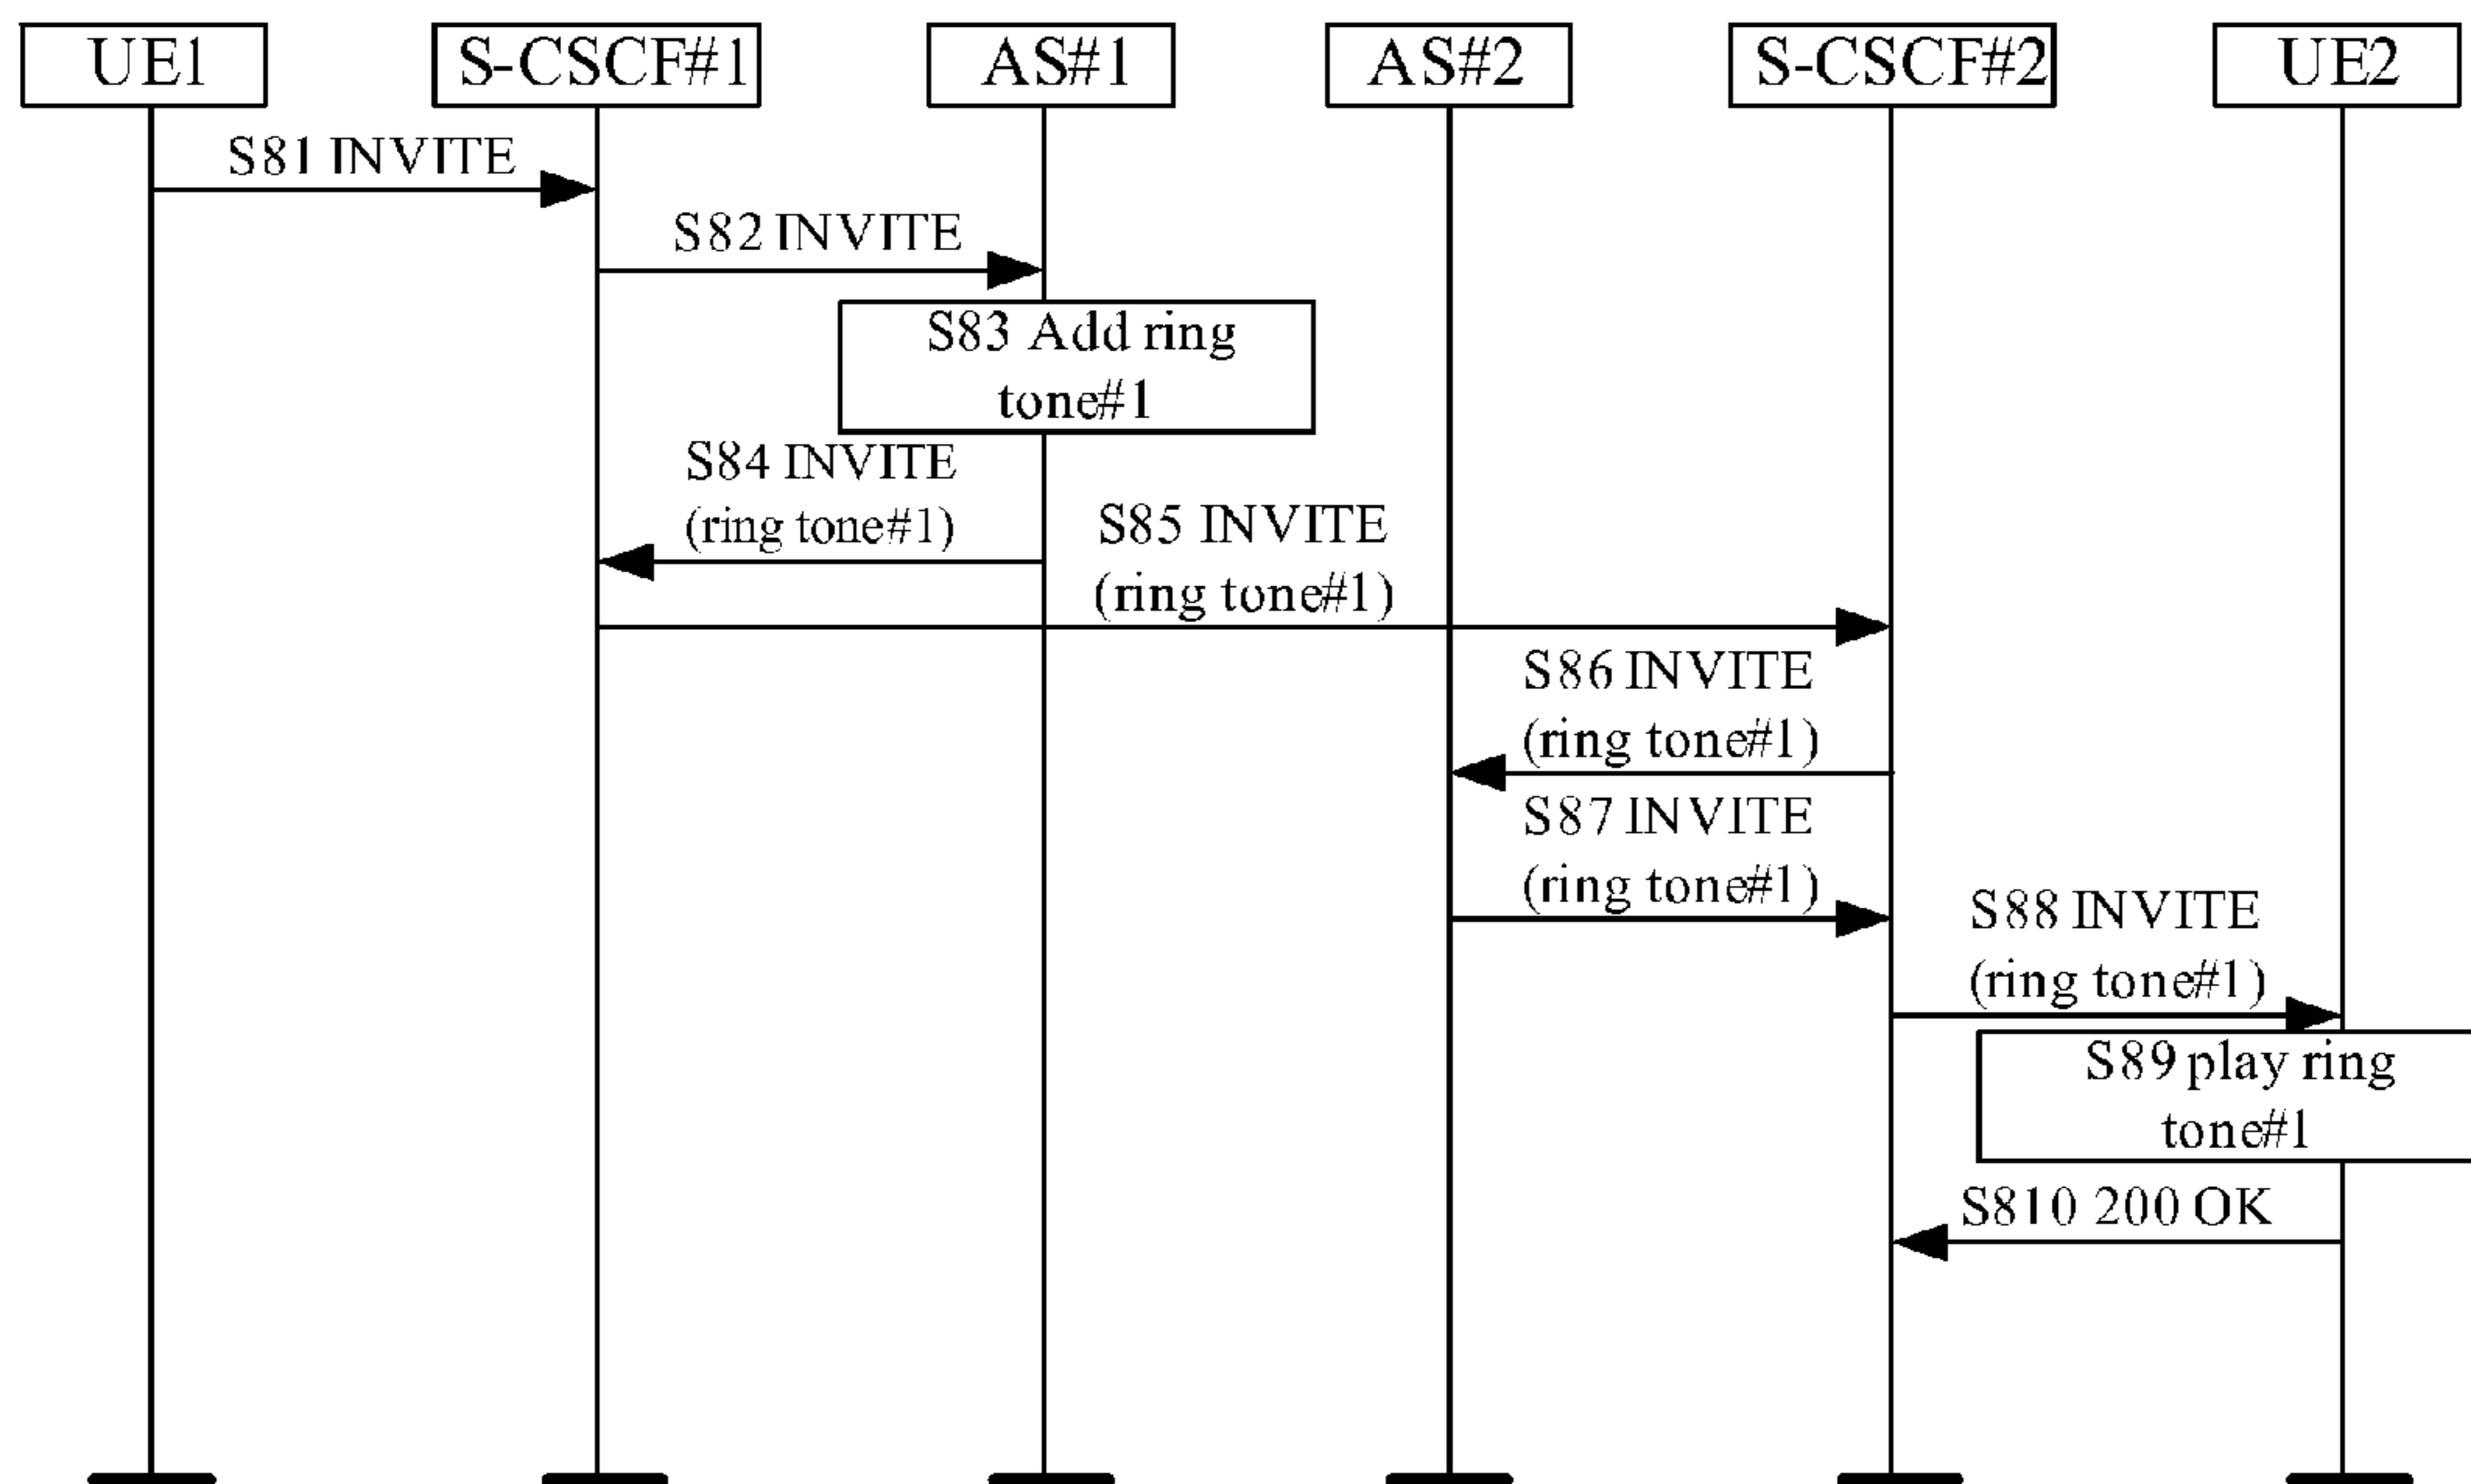 UE1
S-CSCF#1
AS#1
AS#2
S-CSCF#2
UE2
S81 INVITE
S82 INVITE
S83 Add ring
tone#1
S84 INVITE
(ring tone#1)
S85 INVITE
(ring tone#1)
S86 INVITE
(ring tone#1)
S87 INVITE
(ring tone#1)
S88 INVITE
(ring tone#1)
S89 play ring
tone#1
S810 200 OK